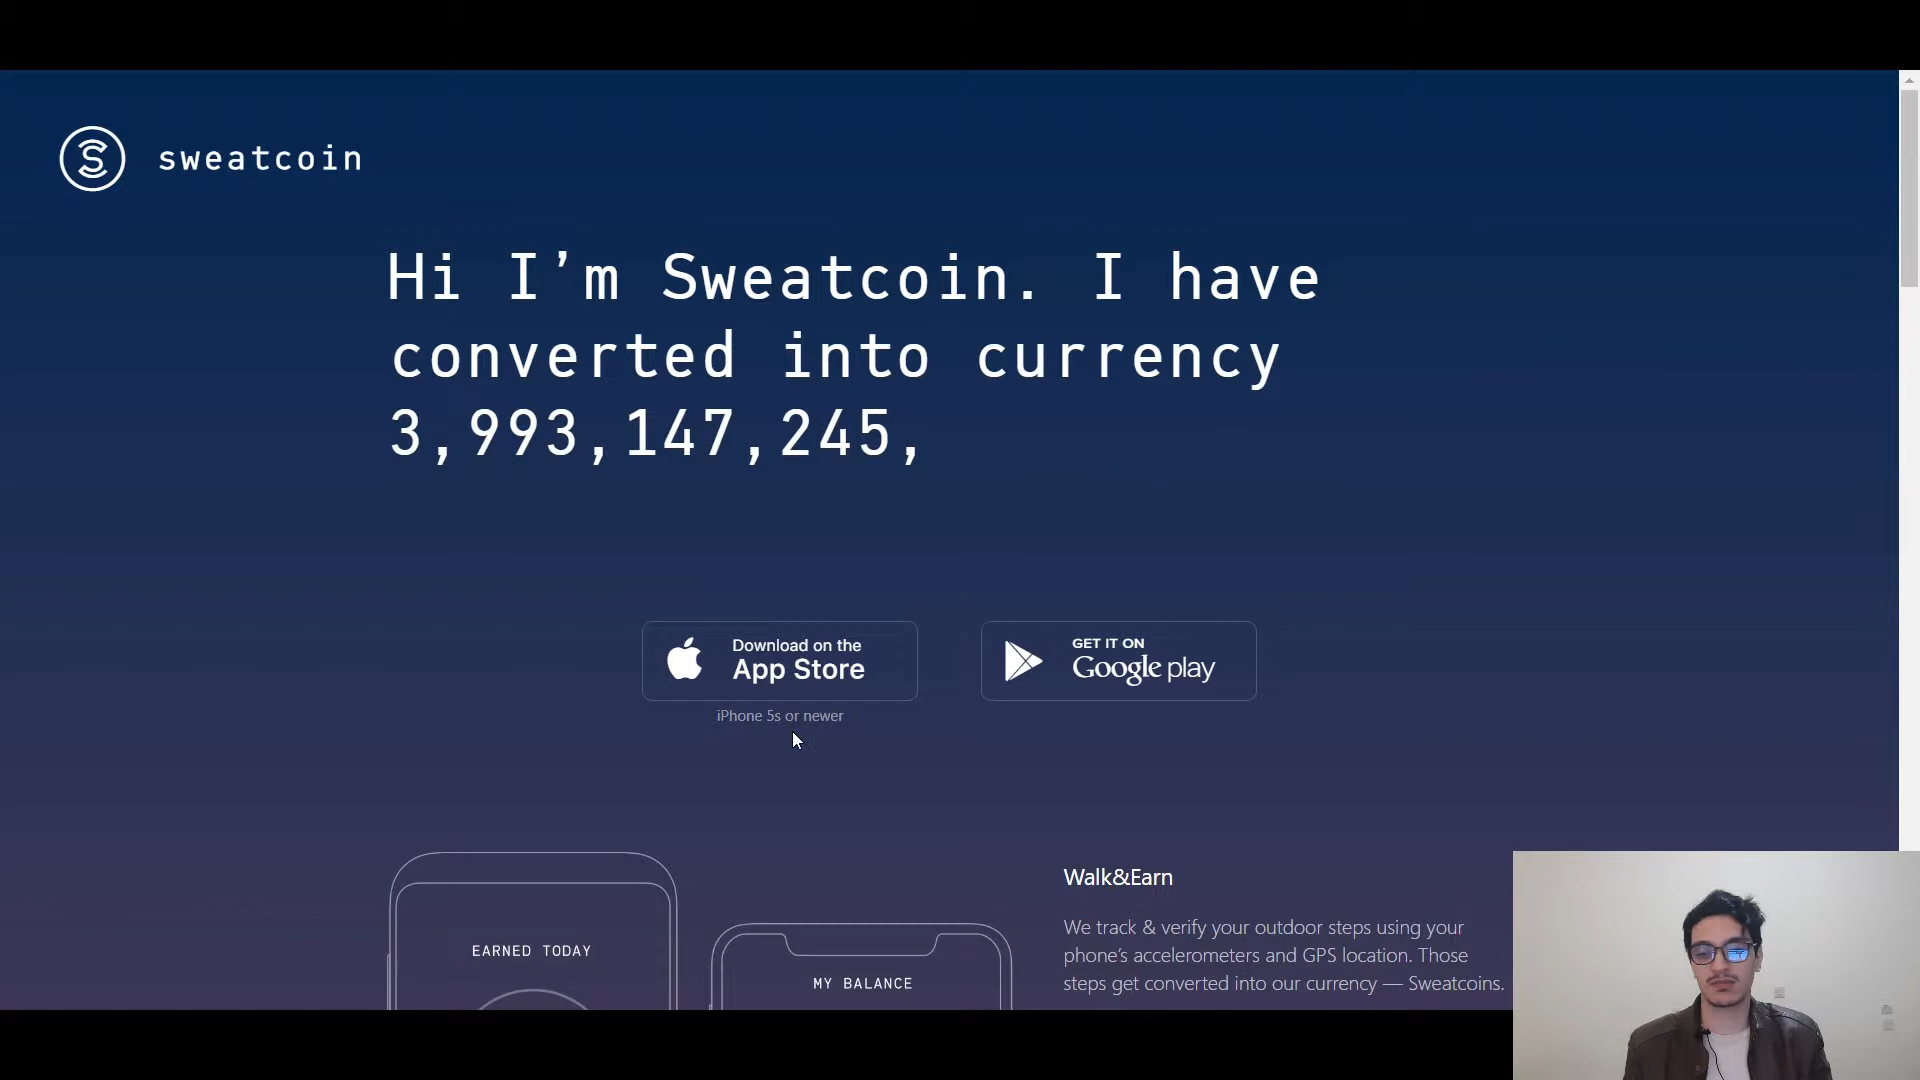 sweatcoin
Hi I’m Sweatcoin. I have
converted into currency
3,993,147,245,
Download on the
App Store
iPhone 5s or newer
GET IT ON
Google play
EARNED TODAY
MY BALANCE
Walk&Earn
We track & verify your outdoor steps using your
phone’s accelerometers and GPS location. Those
steps get converted into our currency — Sweatcoins.